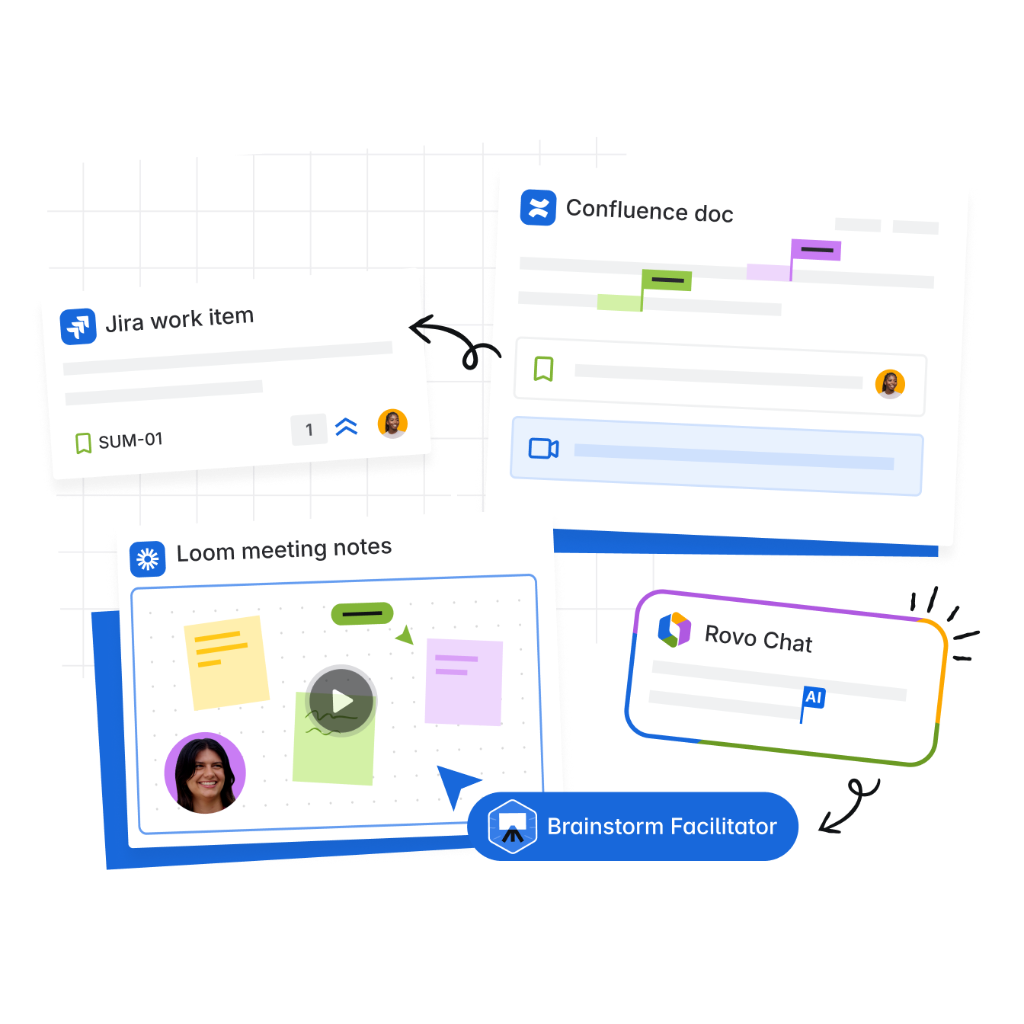 Confluence doc
Jira work item
1
SUM-01
Loom meeting notes
Rovo Chat
AI
Brainstorm Facilitator